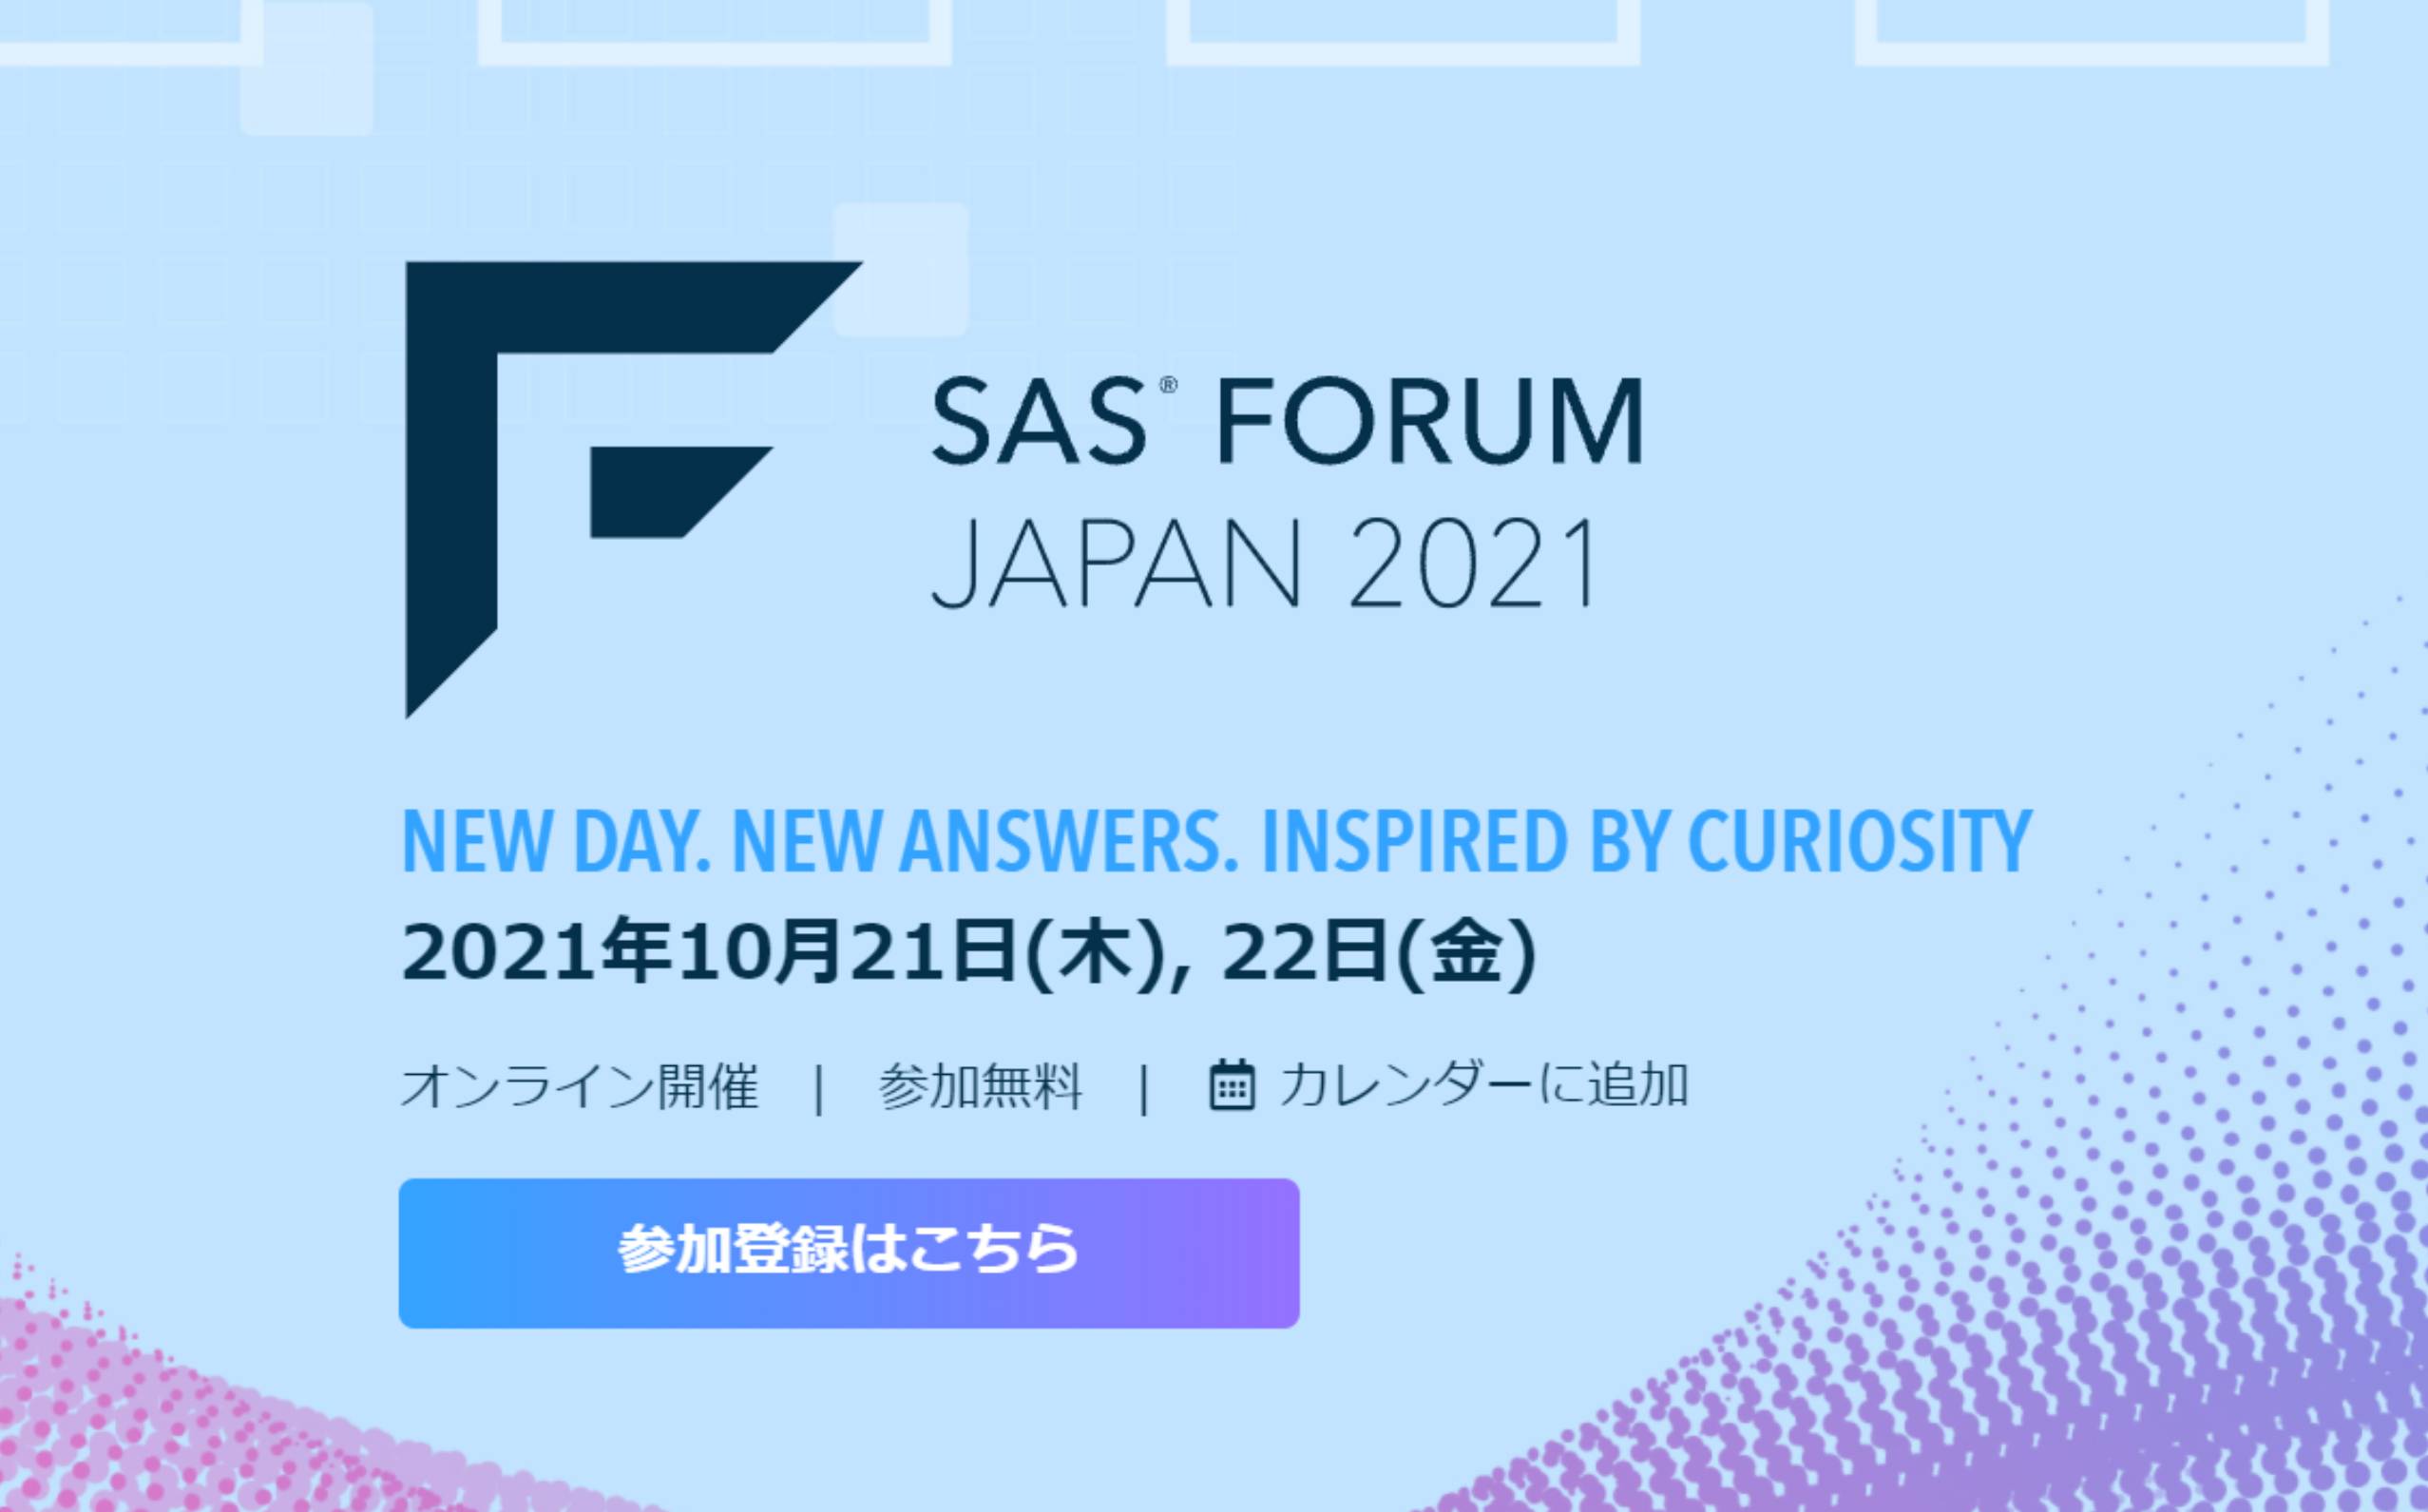 SAS® FORUM
JAPAN 2021
NEW DAY. NEW ANSWERS. INSPIRED BY CURIOSITY
2021年10月21日(木), 22日(金)
オンライン開催 | 参加無料 | カレンダーに追加
参加登録はこちら